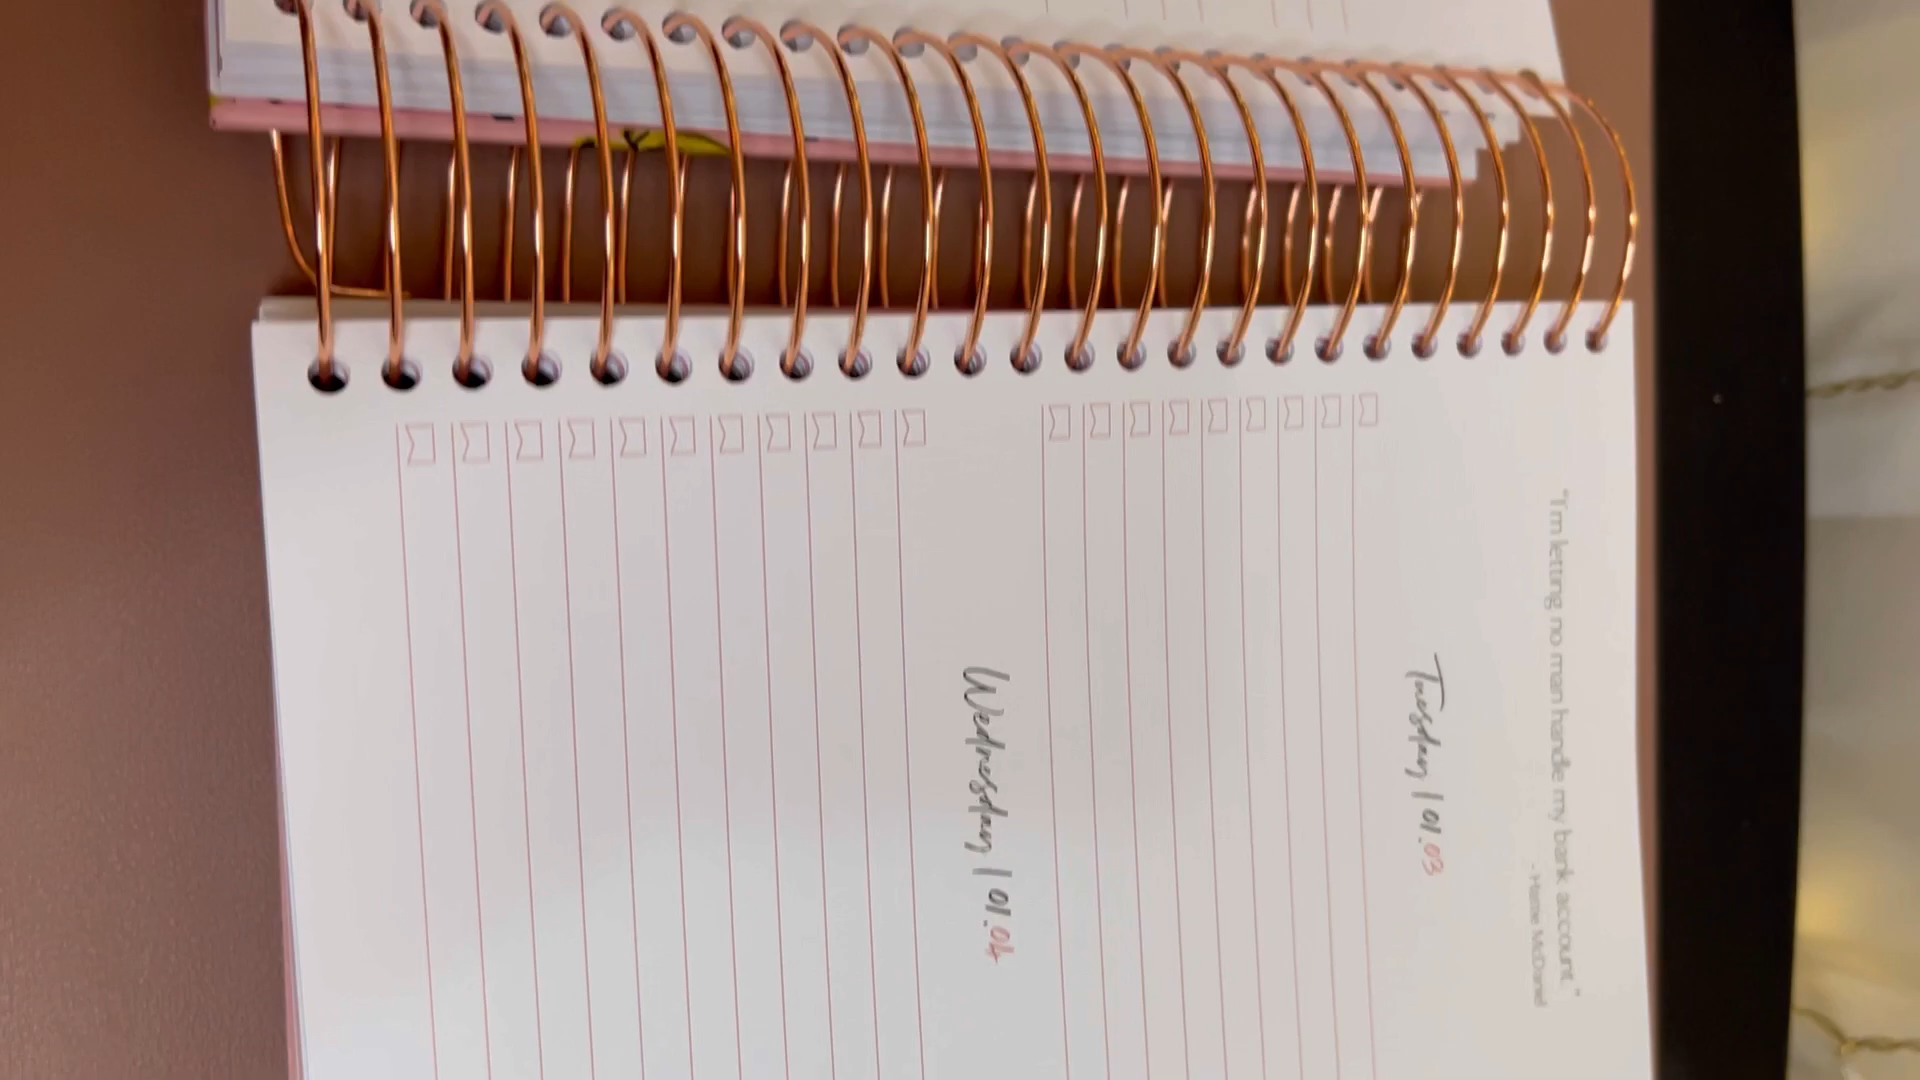 "I'm letting no man handle my bank account."
- Hattie McDaniel
Tuesday | 01.03
Wednesday | 01.04